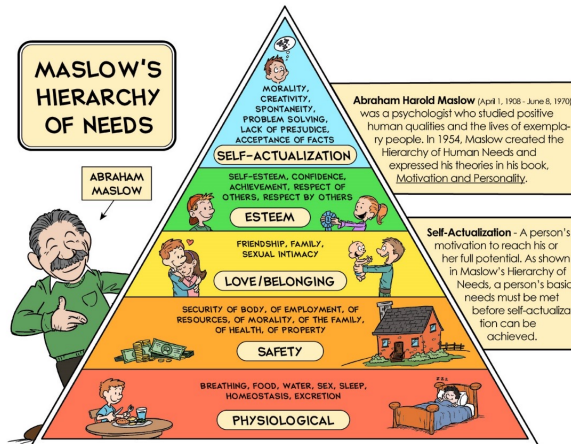 MASLOW'S
HIERARCHY
OF NEEDS
ABRAHAM
MASLOW
MORALITY,
CREATIVITY,
SPONTANEITY,
PROBLEM SOLVING,
LACK OF PREJUDICE,
ACCEPTANCE OF FACTS
SELF-ACTUALIZATION
SELF-ESTEEM, CONFIDENCE,
ACHIEVEMENT, RESPECT OF
OTHERS, RESPECT BY OTHERS
ESTEEM
FRIENDSHIP, FAMILY,
SEXUAL INTIMACY
LOVE/BELONGING
SECURITY OF BODY, OF EMPLOYMENT, OF
RESOURCES, OF MORALITY, OF THE FAMILY,
OF HEALTH, OF PROPERTY
SAFETY
BREATHING, FOOD, WATER, SEX, SLEEP,
HOMEOSTASIS, EXCRETION
PHYSIOLOGICAL
Abraham Harold Maslow (April 1, 1908 - June 8, 1970)
was a psychologist who studied positive
human qualities and the lives of exempla-
ry people. In 1954, Maslow created the
Hierarchy of Human Needs and
expressed his theories in his book,
Motivation and Personality.
Self-Actualization - A person's
motivation to reach his or
her full potential. As shown
in Maslow's Hierarchy of
Needs, a person's basic
needs must be met
before self-actualiza-
tion can be
achieved.